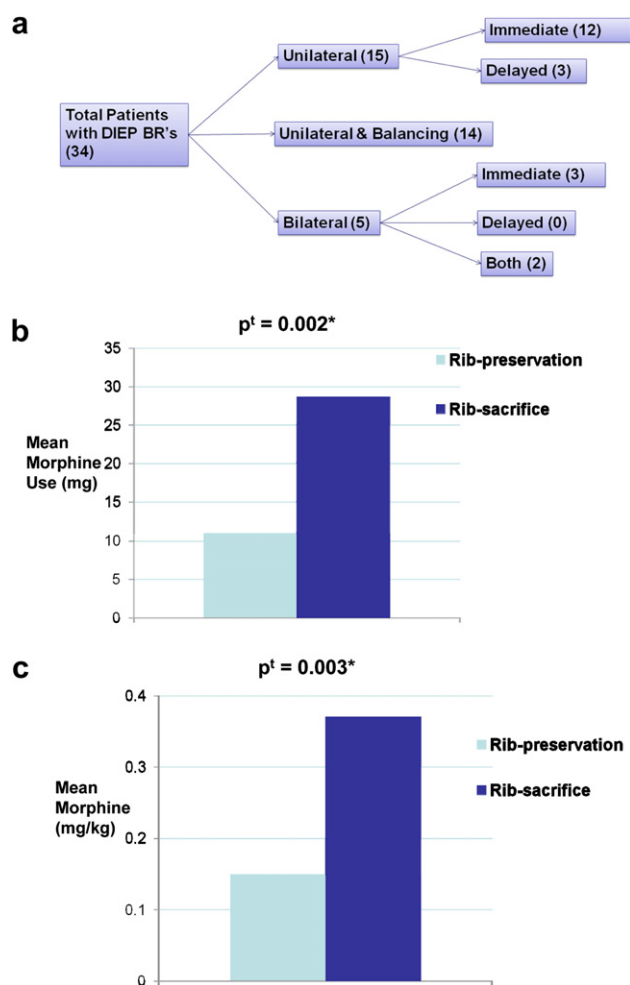 a
Total Patients
with DIEP BR's
(34)
Unilateral (15)
Immediate (12)
Delayed (3)
Unilateral & Balancing (14)
Bilateral (5)
Immediate (3)
Delayed (0)
Both (2)
b
pᵗ = 0.002*
Mean
Morphine
Use (mg)
35
30
25
20
15
10
5
0
Rib-preservation
Rib-sacrifice
c
pᵗ = 0.003*
Mean
Morphine
(mg/kg)
0.4
0.3
0.2
0.1
0
Rib-preservation
Rib-sacrifice